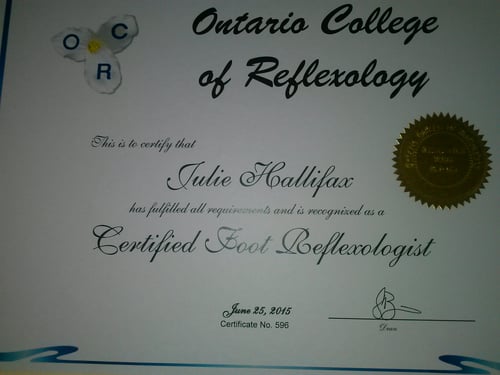 O C R
Ontario College
of Reflexology
This is to certify that
Julie Hallifax
has fulfilled all requirements and is recognized as a
Certified Foot Reflexologist
June 25, 2015
Certificate No. 596
Dean